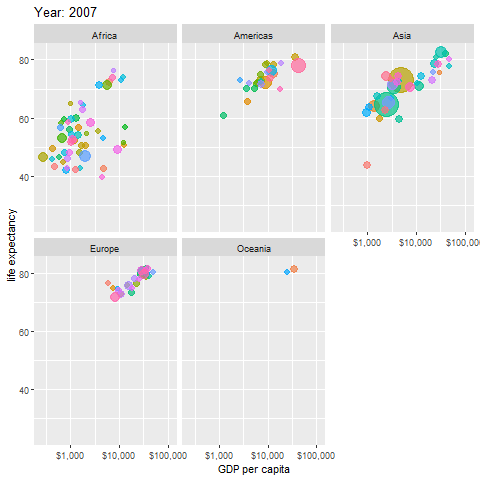 Year: 2007
Africa Americas Asia
80
60
40
$1,000 $10,000 $100,000
Europe Oceania
80
60
40
$1,000 $10,000 $100,000 $1,000 $10,000 $100,000
life expectancy
GDP per capita